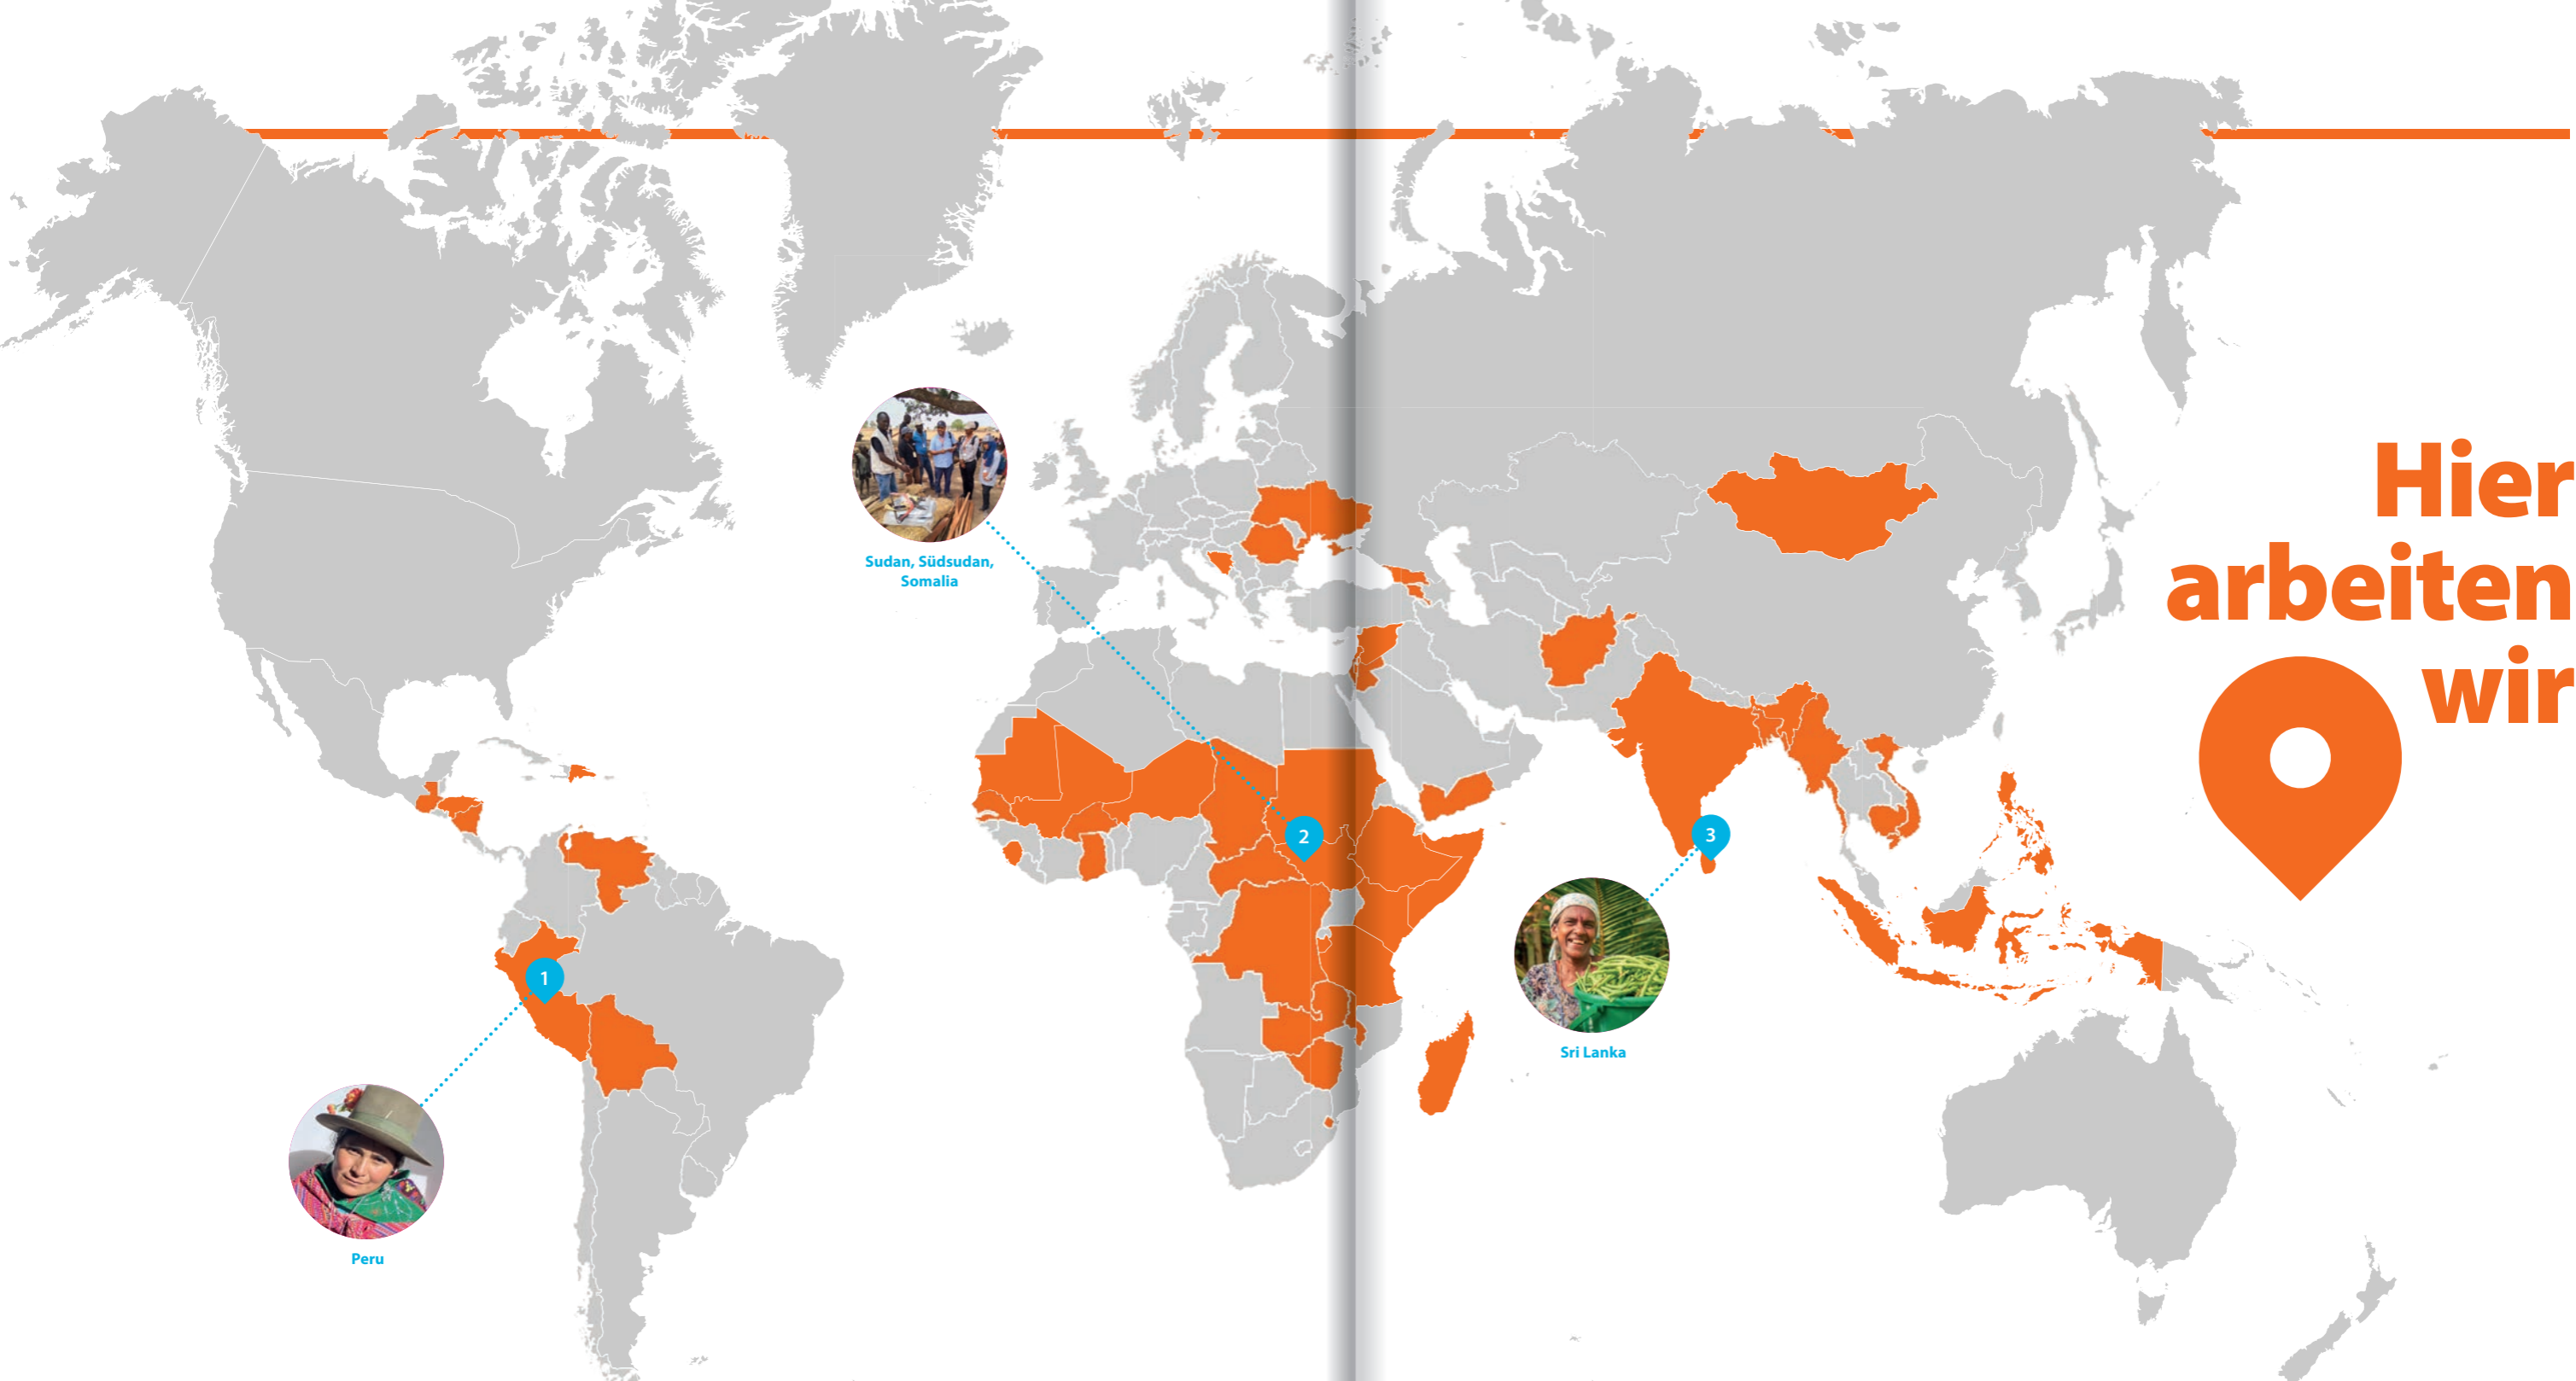 Hier
arbeiten
wir
Sudan, Südsudan,
Somalia
2
3
Sri Lanka
1
Peru